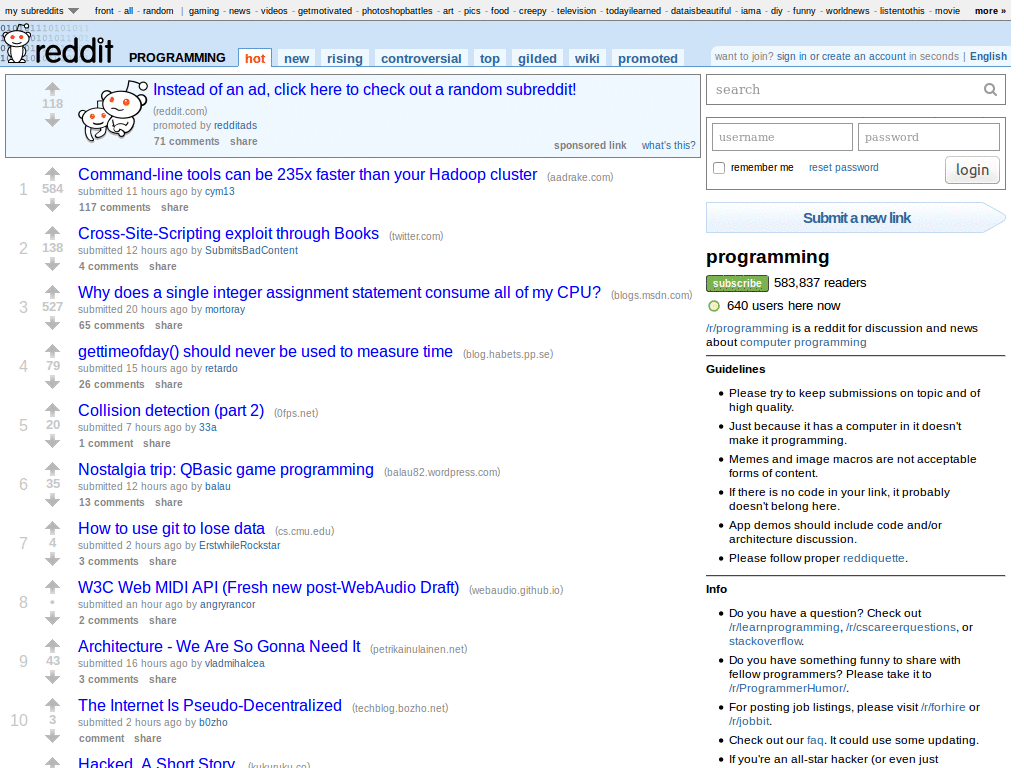 my subreddits front - all - random | gaming - news - videos - getmotivated - photoshopbattles - art - pics - food - creepy - television - todayilearned - dataisbeautiful - iama - diy - funny - worldnews - listentothis - movie more »
reddit PROGRAMMING hot new rising controversial top gilded wiki promoted
want to join? sign in or create an account in seconds | English
118
Instead of an ad, click here to check out a random subreddit!
(reddit.com)
promoted by redditads
71 comments share
sponsored link what's this?
1 584
Command-line tools can be 235x faster than your Hadoop cluster (aadrake.com)
submitted 11 hours ago by cym13
117 comments share
2 138
Cross-Site-Scripting exploit through Books (twitter.com)
submitted 12 hours ago by SubmitsBadContent
4 comments share
3 527
Why does a single integer assignment statement consume all of my CPU? (blogs.msdn.com)
submitted 20 hours ago by mortoray
65 comments share
4 79
gettimeofday() should never be used to measure time (blog.habets.pp.se)
submitted 15 hours ago by retardo
26 comments share
5 20
Collision detection (part 2) (0fps.net)
submitted 7 hours ago by 33a
1 comment share
6 35
Nostalgia trip: QBasic game programming (balau82.wordpress.com)
submitted 12 hours ago by balau
13 comments share
7 4
How to use git to lose data (cs.cmu.edu)
submitted 2 hours ago by ErstwhileRockstar
3 comments share
8 •
W3C Web MIDI API (Fresh new post-WebAudio Draft) (webaudio.github.io)
submitted an hour ago by angryrancor
2 comments share
9 43
Architecture - We Are So Gonna Need It (petrikainulainen.net)
submitted 16 hours ago by vladmihalcea
3 comments share
10 3
The Internet Is Pseudo-Decentralized (techblog.bozho.net)
submitted 2 hours ago by b0zho
comment share
Hacked, A Short Story (kukuruku.co)
search
username password
remember me reset password login
Submit a new link
programming
subscribe 583,837 readers
640 users here now
/r/programming is a reddit for discussion and news
about computer programming
Guidelines
• Please try to keep submissions on topic and of
high quality.
• Just because it has a computer in it doesn't
make it programming.
• Memes and image macros are not acceptable
forms of content.
• If there is no code in your link, it probably
doesn't belong here.
• App demos should include code and/or
architecture discussion.
• Please follow proper reddiquette.
Info
• Do you have a question? Check out
/r/learnprogramming, /r/cscareerquestions, or
stackoverflow.
• Do you have something funny to share with
fellow programmers? Please take it to
/r/ProgrammerHumor/.
• For posting job listings, please visit /r/forhire or
/r/jobbit.
• Check out our faq. It could use some updating.
• If you're an all-star hacker (or even just